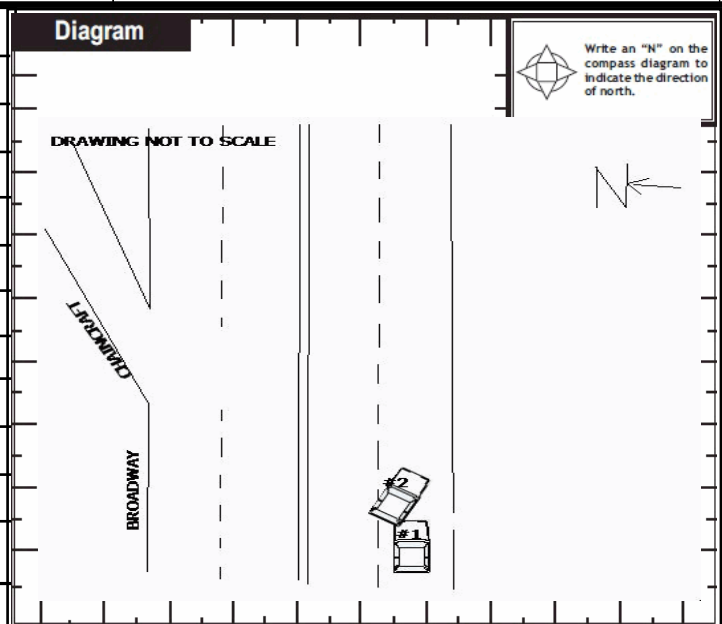 Diagram
Write an “N” on the
compass diagram to
indicate the direction
of north.
DRAWING NOT TO SCALE
N
CHAINCRAFT
BROADWAY
#2
#1